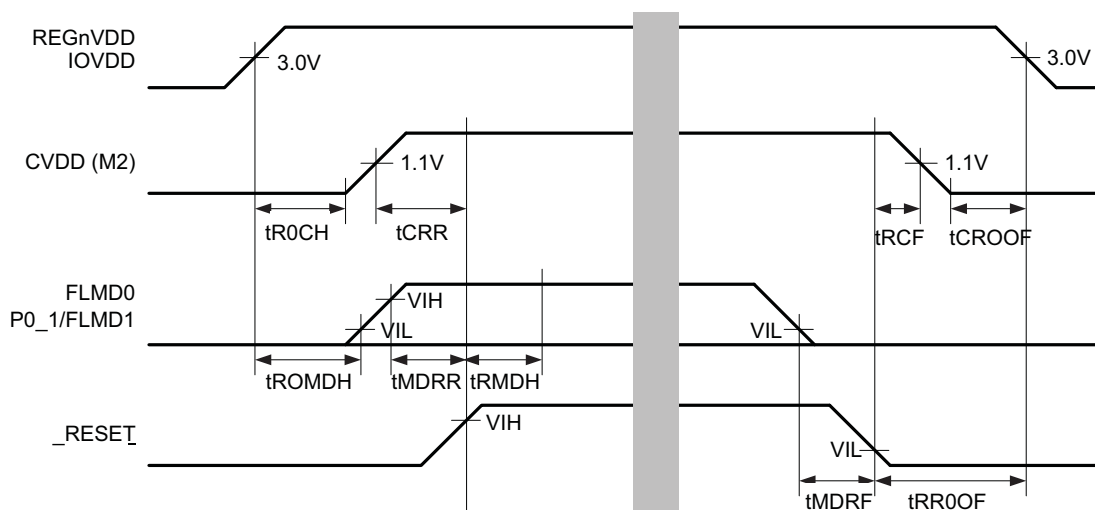 REGnVDD
IOVDD
3.0V
3.0V
CVDD (M2)
1.1V
1.1V
tR0CH
tCRR
tRCF
tCROOF
FLMD0
P0_1/FLMD1
VIH
VIL
VIL
tROMDH
tMDRR
tRMDH
_RESET
VIH
VIL
tMDRF
tRR0OF